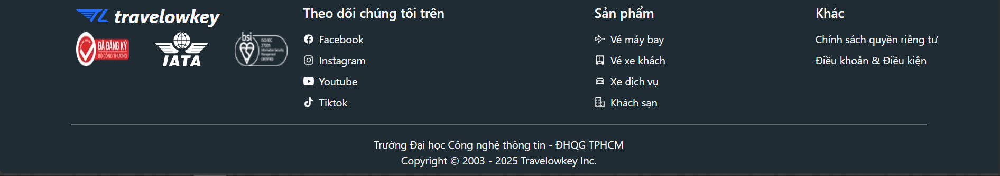 travelowkey
ĐÃ ĐĂNG KÝ
BỘ CÔNG THƯƠNG
IATA
bsi
ISO/IEC
27001
Information Security
Management
CERTIFIED
Theo dõi chúng tôi trên
Facebook
Instagram
Youtube
Tiktok
Sản phẩm
Vé máy bay
Vé xe khách
Xe dịch vụ
Khách sạn
Khác
Chính sách quyền riêng tư
Điều khoản & Điều kiện
Trường Đại học Công nghệ thông tin - ĐHQG TPHCM
Copyright © 2003 - 2025 Travelowkey Inc.